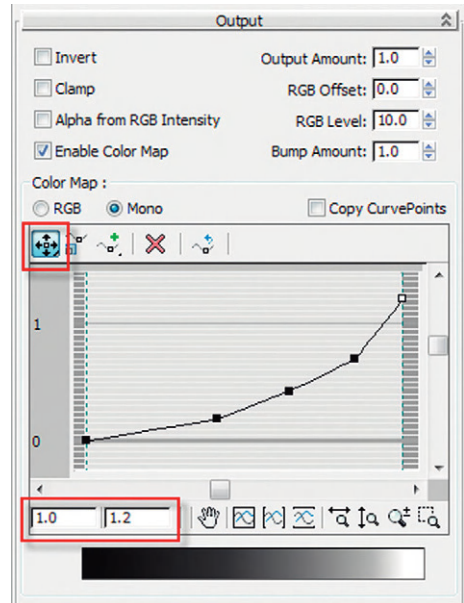 Output
Invert Output Amount: 1.0
Clamp RGB Offset: 0.0
Alpha from RGB Intensity RGB Level: 10.0
Enable Color Map Bump Amount: 1.0
Color Map :
RGB Mono Copy CurvePoints
1
0
1.0 1.2